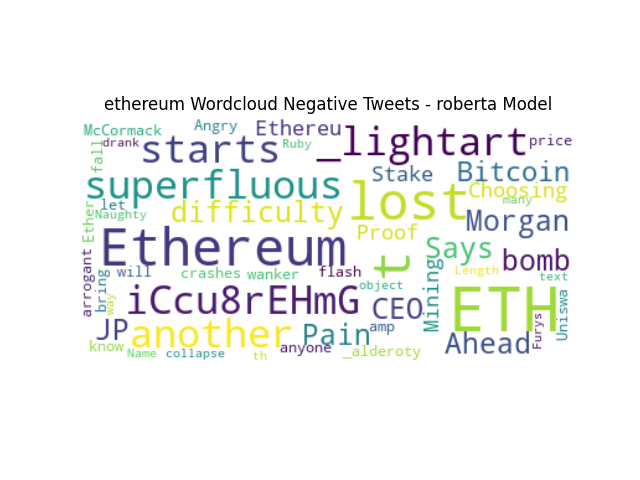 ethereum Wordcloud Negative Tweets - roberta Model
McCormack Angry Ethereu _lightart price
drank starts Ruby
fall superfluous lost Stake Bitcoin
let difficulty Choosing many
Naughty Proof Morgan
Ether Ethereum t Says bomb
arrogant bring will crashes wanker flash Mining Length text
way iCcu8rEHmG object CEO ETH Uniswa
JP another Pain amp Furys
know anyone _alderoty Ahead
Name collapse th